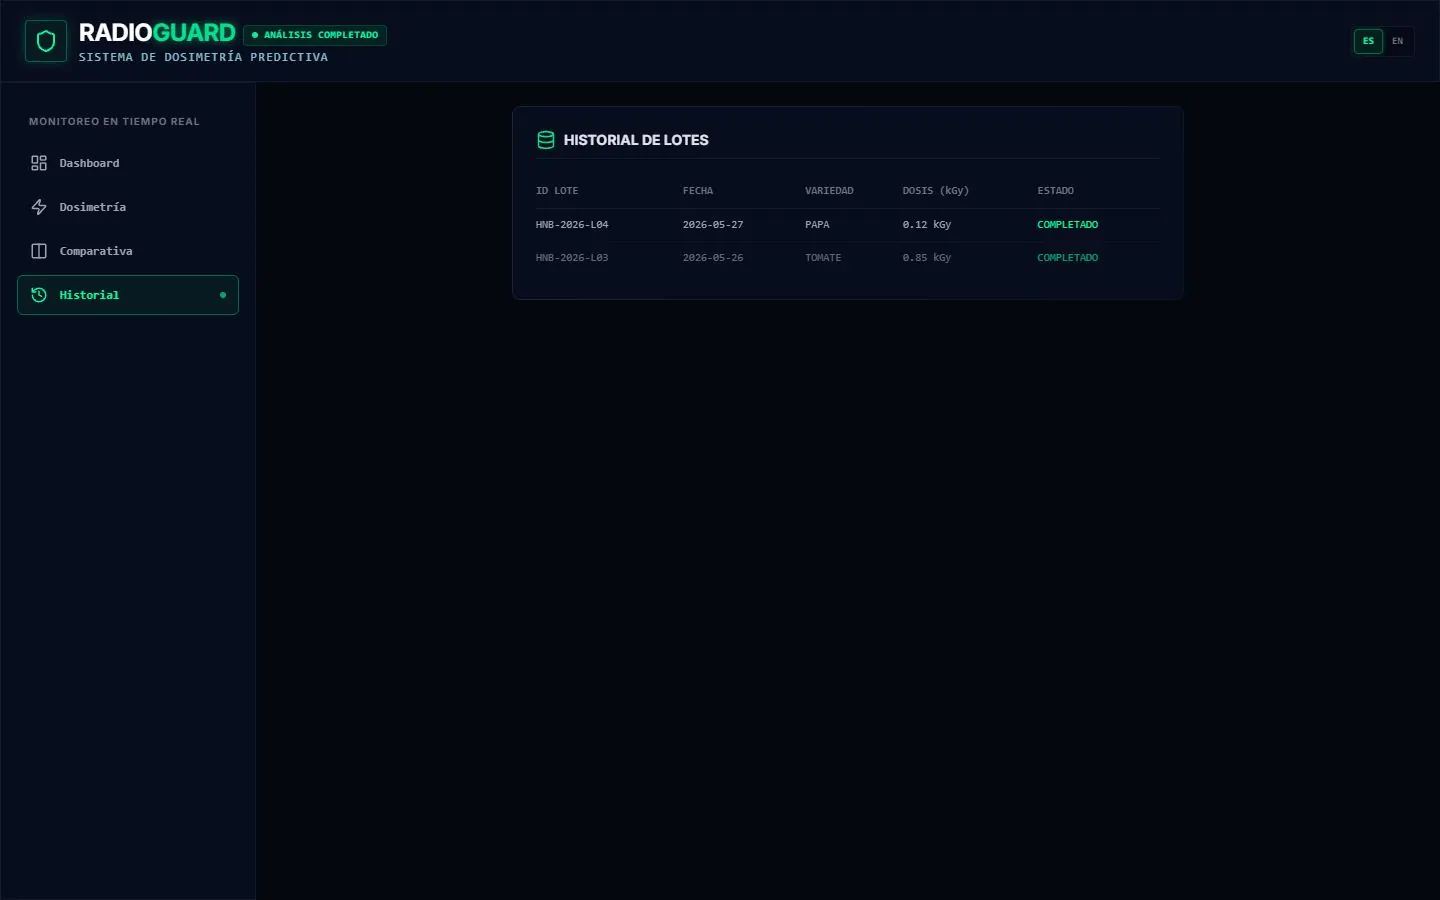 RADIOGUARD
ANÁLISIS COMPLETADO
SISTEMA DE DOSIMETRÍA PREDICTIVA
ES EN
MONITOREO EN TIEMPO REAL
Dashboard
Dosimetría
Comparativa
Historial
HISTORIAL DE LOTES
ID LOTE FECHA VARIEDAD DOSIS (kGy) ESTADO
HNB-2026-L04 2026-05-27 PAPA 0.12 kGy COMPLETADO
HNB-2026-L03 2026-05-26 TOMATE 0.85 kGy COMPLETADO